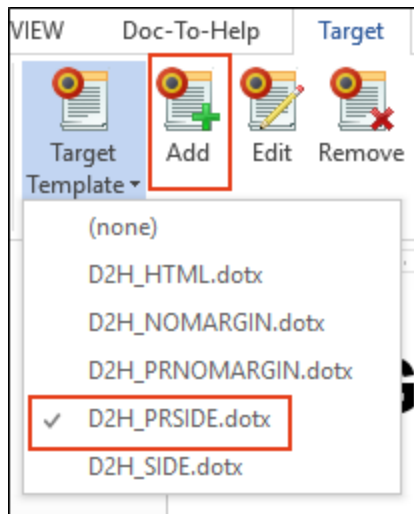 VIEW Doc-To-Help Target
Target Template Add Edit Remove
(none)
D2H_HTML.dotx
D2H_NOMARGIN.dotx
D2H_PRNOMARGIN.dotx
D2H_PRSIDE.dotx
D2H_SIDE.dotx